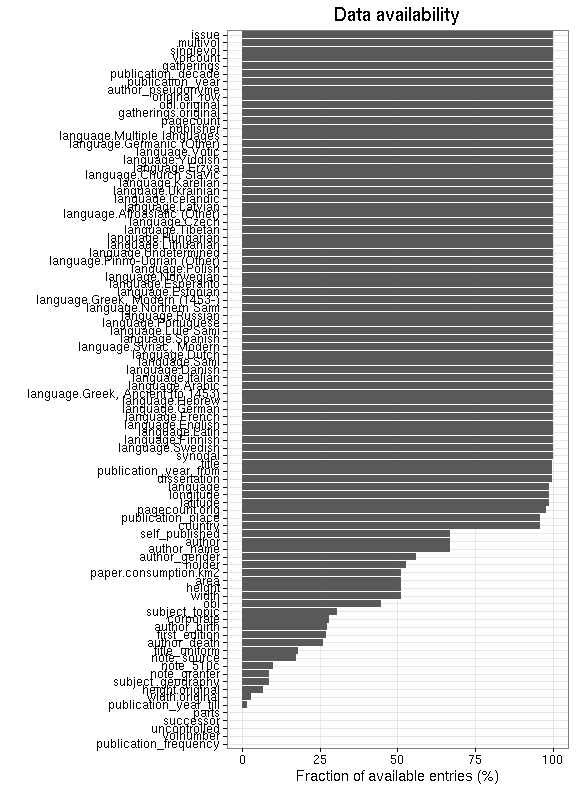 Data availability
issue
multivol
singlevol
volcount
gatherings
publication_decade
publication_year
author_pseudonyme
original_row
obl.original
gatherings.original
pagecount
publisher
language.Multiple languages
language.Germanic (Other)
language.Votic
language.Yiddish
language.Erzya
language.Church Slavic
language.Karelian
language.Ukrainian
language.Icelandic
language.Latvian
language.Afroasiatic (Other)
language.Czech
language.Tibetan
language.Hungarian
language.Lithuanian
language.Undetermined
language.Finno-Ugrian (Other)
language.Polish
language.Norwegian
language.Esperanto
language.Estonian
language.Greek, Modern (1453-)
language.Northern Sami
language.Russian
language.Portuguese
language.Lule Sami
language.Spanish
language.Syriac, Modern
language.Dutch
language.Sami
language.Danish
language.Italian
language.Arabic
language.Greek, Ancient (to 1453)
language.Hebrew
language.German
language.French
language.English
language.Latin
language.Finnish
language.Swedish
synodal
title
publication_year_from
dissertation
language
longitude
latitude
pagecount.orig
publication_place
country
self_published
author
author_name
author_gender
holder
paper.consumption.km2
area
height
width
obl
subject_topic
corporate
author_birth
first_edition
author_death
title_uniform
note_source
note_510c
note_granter
subject_geography
height.original
width.original
publication_year_till
parts
successor
uncontrolled
volnumber
publication_frequency
0
25
50
75
100
Fraction of available entries (%)